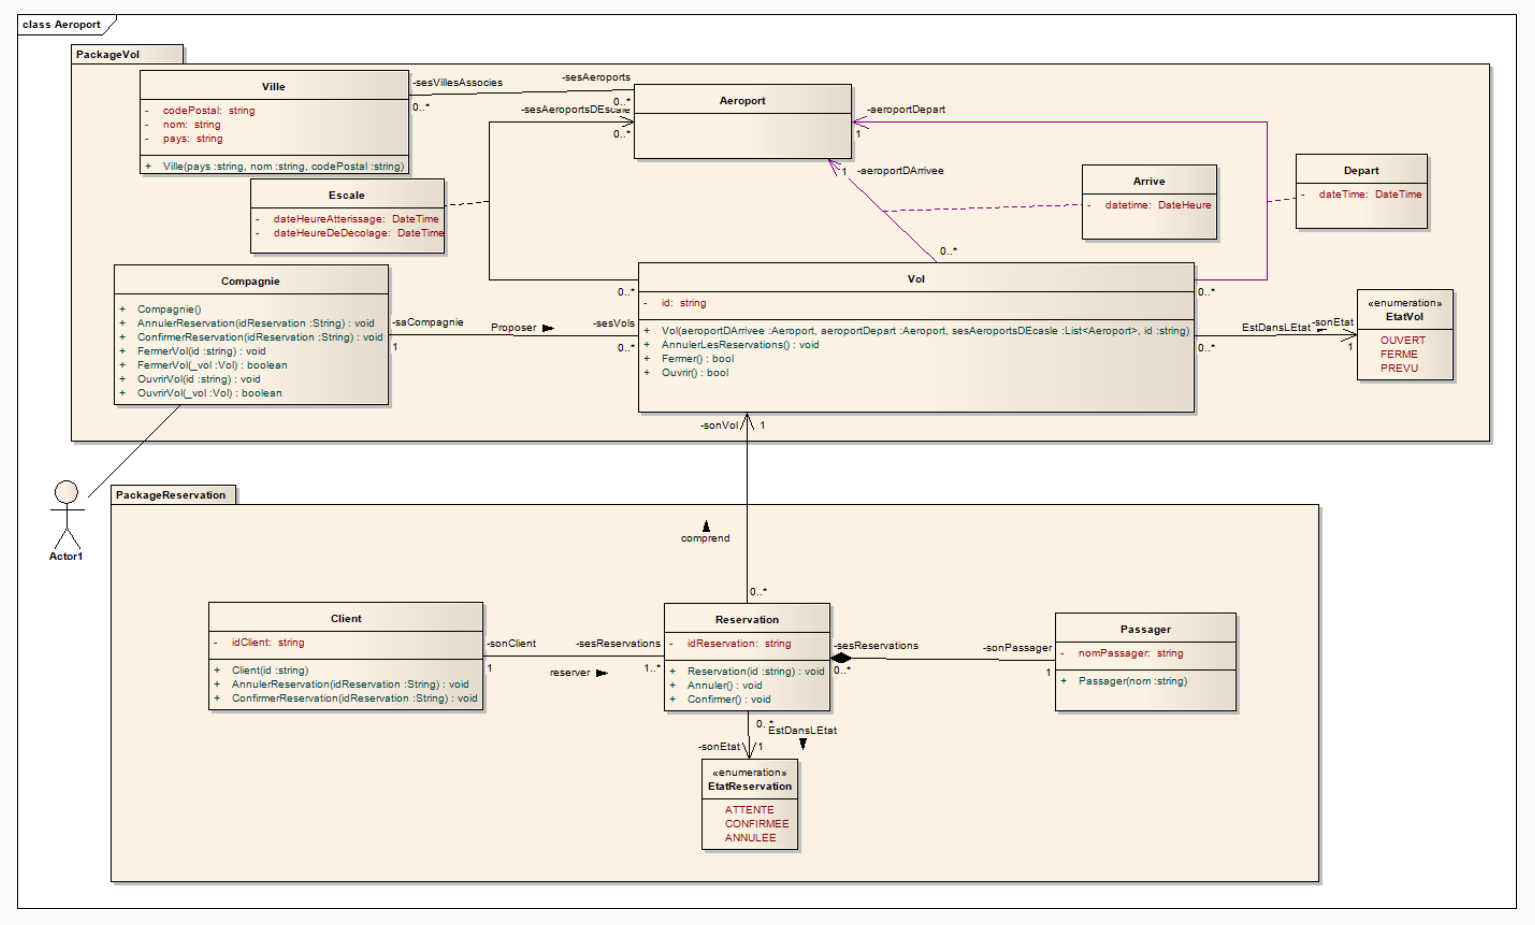 class Aeroport
PackageVol
Ville
- codePostal: string
- nom: string
- pays: string
+ Ville(pays :string, nom :string, codePostal :string)
-sesVillesAssocies
0..*
-sesAeroports
0..*
-sesAeroportsDEscale
0..*
Aeroport
-aeroportDepart
1
1
-aeroportDArrivee
Escale
- dateHeureAtterissage: DateTime
- dateHeureDeDecolage: DateTime
Arrive
- datetime: DateHeure
Depart
- dateTime: DateTime
Compagnie
+ Compagnie()
+ AnnulerReservation(idReservation :String) : void
+ ConfirmerReservation(idReservation :String) : void
+ FermerVol(id :string) : void
+ FermerVol(_vol :Vol) : boolean
+ OuvrirVol(id :string) : void
+ OuvrirVol(_vol :Vol) : boolean
-saCompagnie
1
Proposer
-sesVols
0..*
0..*
0..*
0..*
Vol
- id: string
+ Vol(aeroportDArrivee :Aeroport, aeroportDepart :Aeroport, sesAeroportsDEcasle :List<Aeroport>, id :string)
+ AnnulerLesReservations() : void
+ Fermer() : bool
+ Ouvrir() : bool
EstDansLEtat
-sonEtat
0..*
1
«enumeration»
EtatVol
OUVERT
FERME
PREVU
-sonVol
1
Actor1
PackageReservation
comprend
0..*
Client
- idClient: string
+ Client(id :string)
+ AnnulerReservation(idReservation :String) : void
+ ConfirmerReservation(idReservation :String) : void
-sonClient
1
reserver
-sesReservations
1..*
Reservation
- idReservation: string
+ Reservation(id :string) : void
+ Annuler() : void
+ Confirmer() : void
-sesReservations
0..*
-sonPassager
1
Passager
- nomPassager: string
+ Passager(nom :string)
0..*
EstDansLEtat
-sonEtat
1
«enumeration»
EtatReservation
ATTENTE
CONFIRMEE
ANNULEE